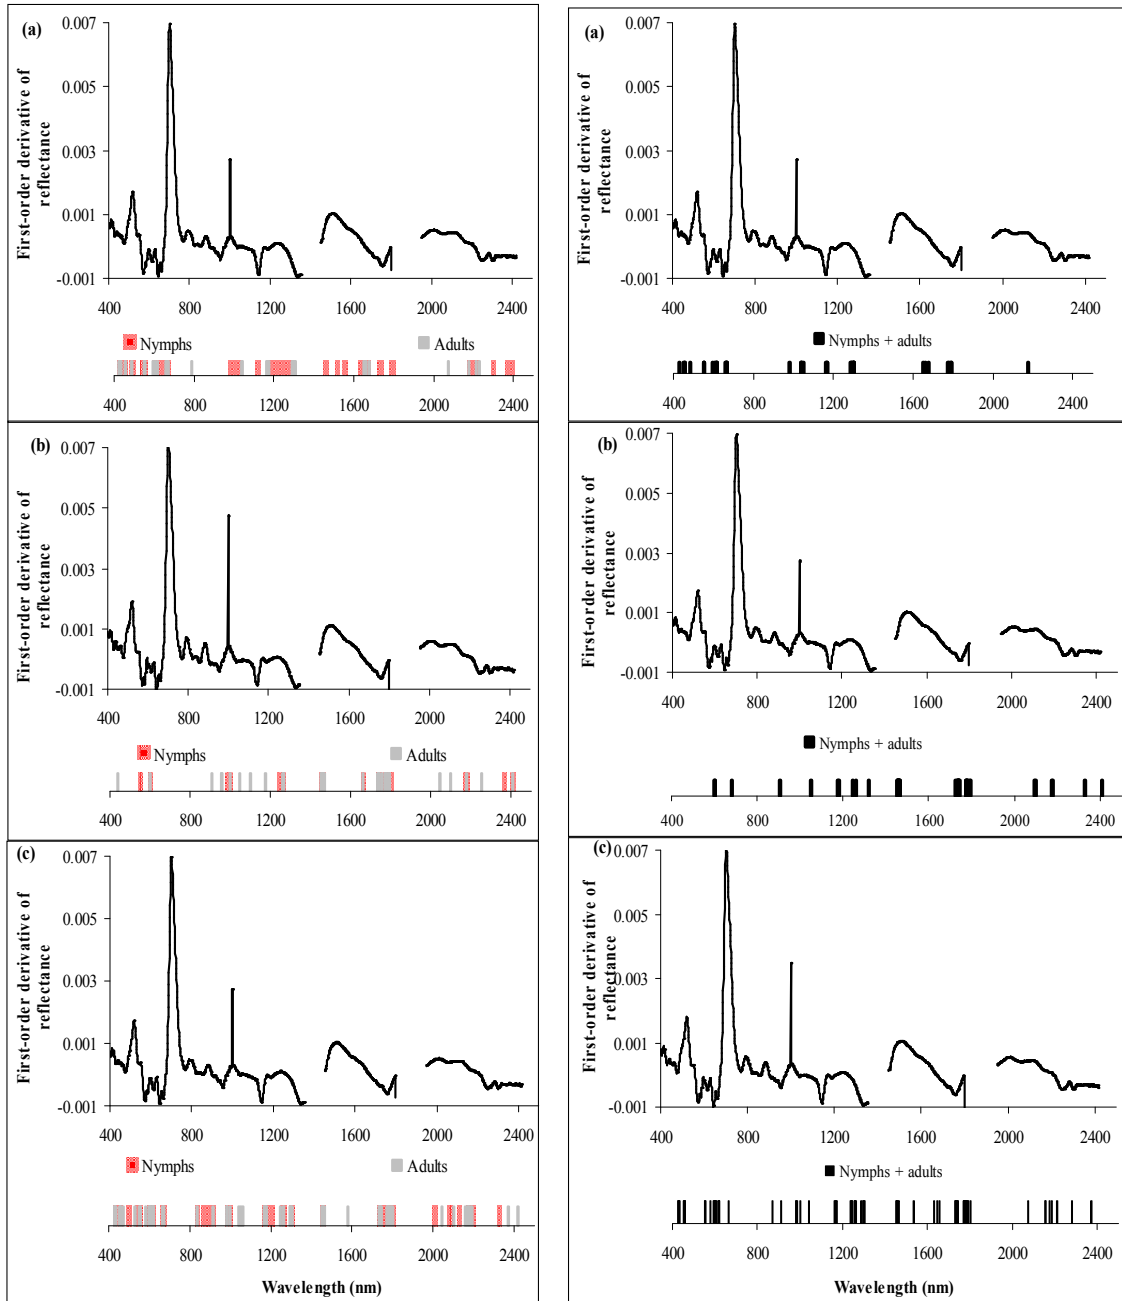 (a)
First-order derivative of
reflectance
0.007
0.005
0.003
0.001
-0.001
400 800 1200 1600 2000 2400
Nymphs Adults
400 800 1200 1600 2000 2400
(b)
First-order derivative of
reflectance
0.007
0.005
0.003
0.001
-0.001
400 800 1200 1600 2000 2400
Nymphs Adults
400 800 1200 1600 2000 2400
(c)
First-order derivative of
reflectance
0.007
0.005
0.003
0.001
-0.001
400 800 1200 1600 2000 2400
Nymphs Adults
400 800 1200 1600 2000 2400
Wavelength (nm)
(a)
First-order derivative of
reflectance
0.007
0.005
0.003
0.001
-0.001
400 800 1200 1600 2000 2400
Nymphs + adults
400 800 1200 1600 2000 2400
(b)
First-order derivative of
reflectance
0.007
0.005
0.003
0.001
-0.001
400 800 1200 1600 2000 2400
Nymphs + adults
400 800 1200 1600 2000 2400
(c)
First-order derivative of
reflectance
0.007
0.005
0.003
0.001
-0.001
400 800 1200 1600 2000 2400
Nymphs + adults
400 800 1200 1600 2000 2400
Wavelength (nm)